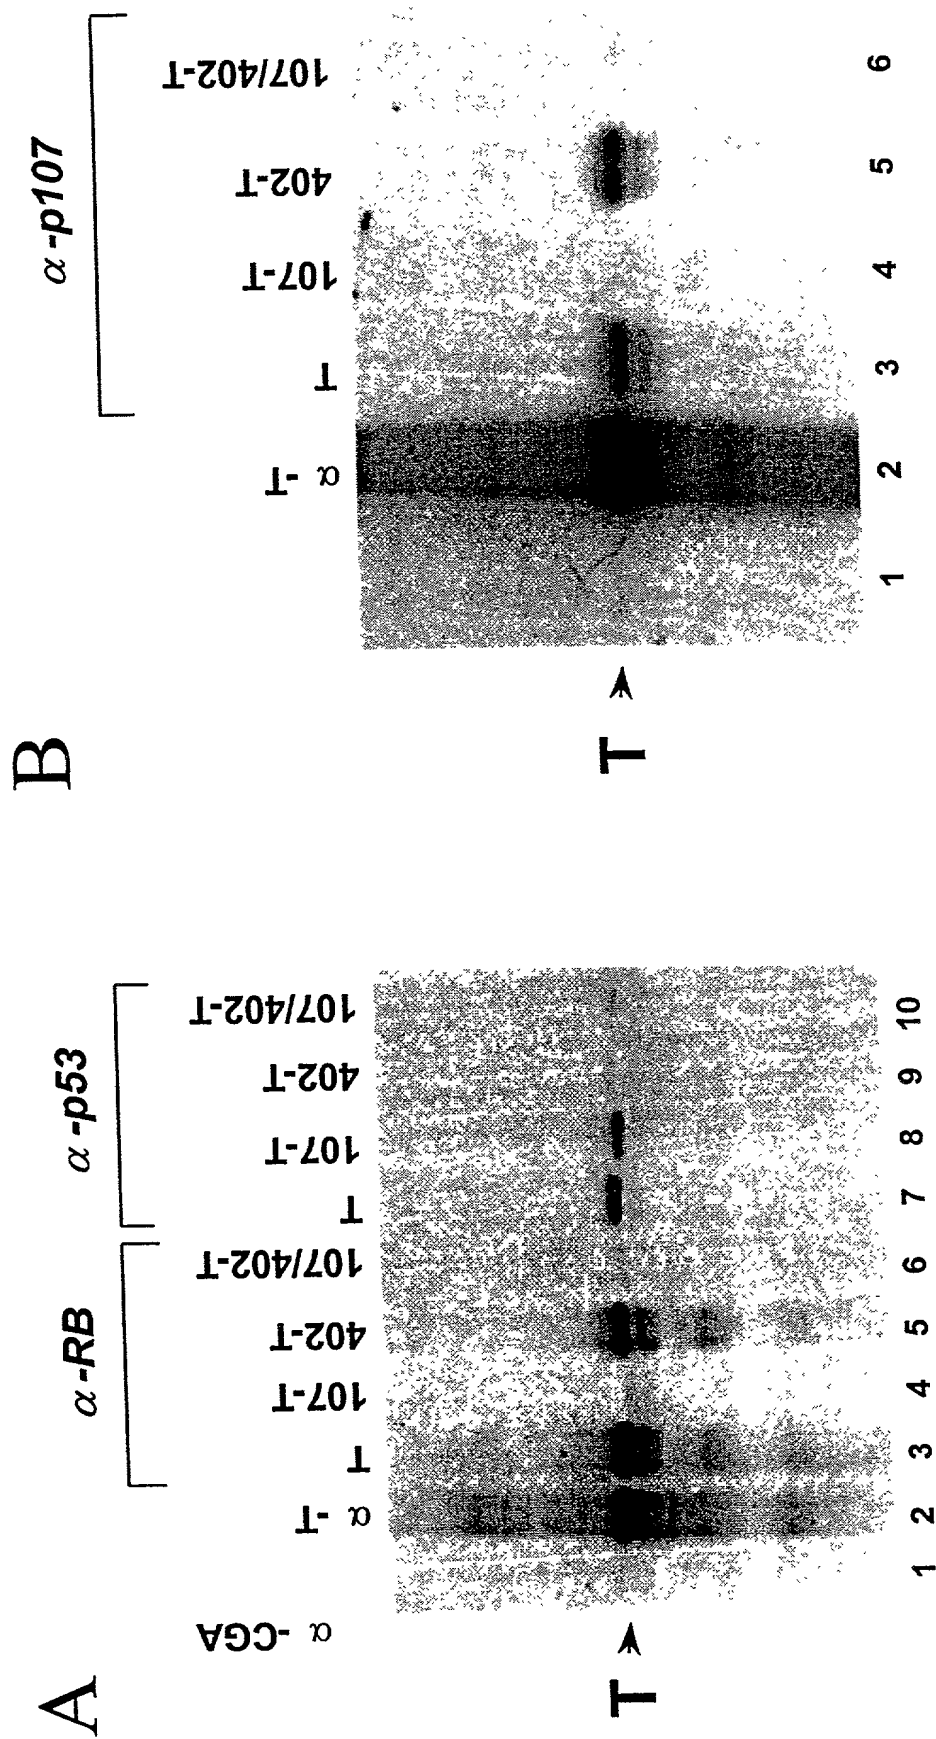 A
α-RB
α-p53
α-CGA
α-T
T
107-T
402-T
107/402-T
T
107-T
402-T
107/402-T
T
1 2 3 4 5 6 7 8 9 10
B
α-p107
α-T
T
107-T
402-T
107/402-T
T
1 2 3 4 5 6